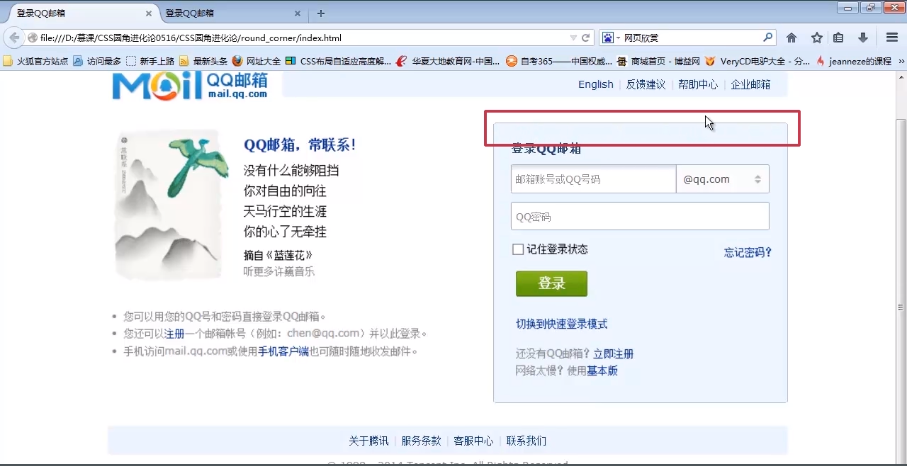 登录QQ邮箱
登录QQ邮箱
file:///D:/慕课/CSS圆角进化论0516/CSS圆角进化论/round_corner/index.html
网页欣赏
火狐官方站点
访问最多
新手上路
最新头条
网址大全
CSS布局自适应高度解...
华夏大地教育网-中国...
自考365——中国权威...
商城首页 - 博益网
VeryCD电驴大全 - 分...
jeanneze的课程
»
Mail QQ邮箱
mail.qq.com
English | 反馈建议 | 帮助中心 | 企业邮箱
QQ邮箱，常联系！
没有什么能够阻挡
你对自由的向往
天马行空的生涯
你的心了无牵挂
摘自《蓝莲花》
听更多许巍音乐
登录QQ邮箱
邮箱账号或QQ号码
@qq.com
QQ密码
记住登录状态
忘记密码？
登录
切换到快速登录模式
还没有QQ邮箱？立即注册
网络太慢？使用基本版
• 您可以用您的QQ号和密码直接登录QQ邮箱。
• 您还可以注册一个邮箱帐号（例如：chen@qq.com）并以此登录。
• 手机访问mail.qq.com或使用手机客户端也可随时随地收发邮件。
关于腾讯 | 服务条款 | 客服中心 | 联系我们